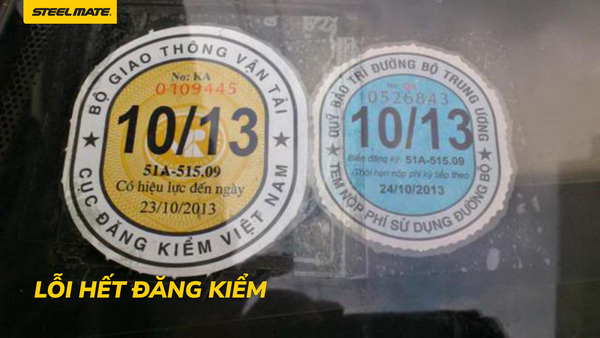 STEEL MATE.
BỘ GIAO THÔNG VẬN TẢI
No: KA
0109445
10/13
51A-515.09
Có hiệu lực đến ngày
23/10/2013
CỤC ĐĂNG KIỂM VIỆT NAM
QUỸ BẢO TRÌ ĐƯỜNG BỘ TRUNG ƯƠNG
No:
10526843
10/13
Biển đăng ký: 51A-515.09
Thời hạn nộp phí kỳ tiếp theo
24/10/2013
TEM NỘP PHÍ SỬ DỤNG ĐƯỜNG BỘ
LỖI HẾT ĐĂNG KIỂM